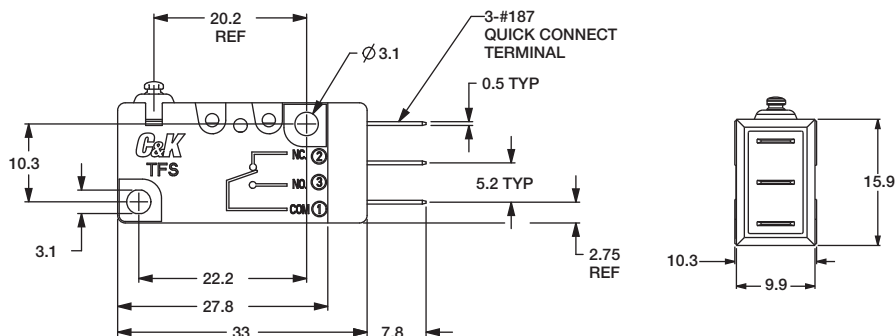 20.2
REF
Ø3.1
3-#187
QUICK CONNECT
TERMINAL
0.5 TYP
10.3
C&K
TFS
NC. 2
NO. 3
COM 1
5.2 TYP
15.9
3.1
2.75
REF
22.2
10.3
27.8
9.9
33
7.8